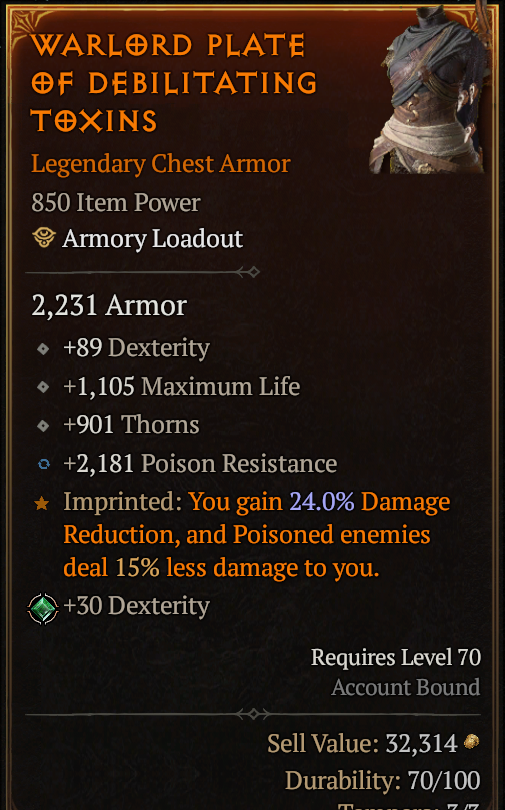 WARLORD PLATE
OF DEBILITATING
TOXINS
Legendary Chest Armor
850 Item Power
Armory Loadout
2,231 Armor
+89 Dexterity
+1,105 Maximum Life
+901 Thorns
+2,181 Poison Resistance
Imprinted: You gain 24.0% Damage
Reduction, and Poisoned enemies
deal 15% less damage to you.
+30 Dexterity
Requires Level 70
Account Bound
Sell Value: 32,314
Durability: 70/100